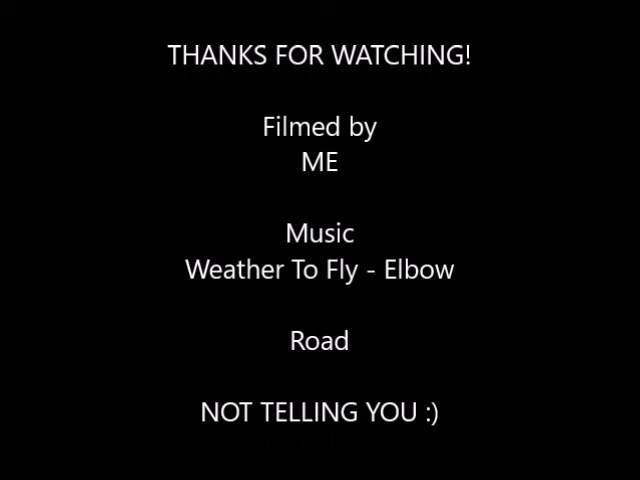 THANKS FOR WATCHING!
Filmed by
ME
Music
Weather To Fly - Elbow
Road
NOT TELLING YOU :)